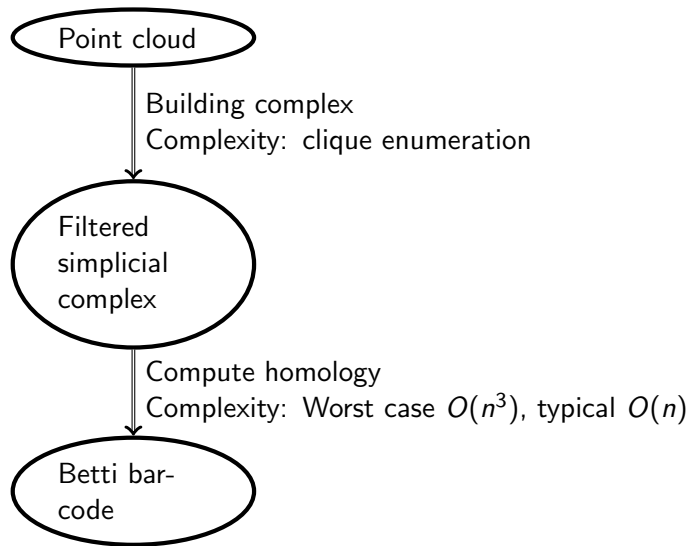 Point cloud
Building complex
Complexity: clique enumeration
Filtered
simplicial
complex
Compute homology
Complexity: Worst case O(n³), typical O(n)
Betti bar-
code